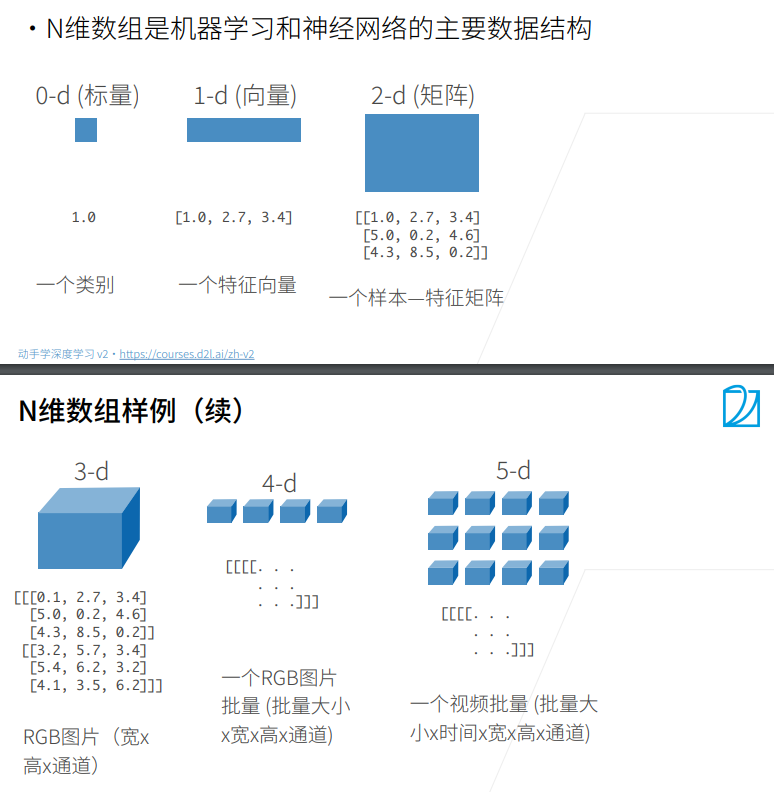 • N维数组是机器学习和神经网络的主要数据结构
0-d (标量)
1-d (向量)
2-d (矩阵)
1.0
[1.0, 2.7, 3.4]
[[1.0, 2.7, 3.4]
[5.0, 0.2, 4.6]
[4.3, 8.5, 0.2]]
一个类别
一个特征向量
一个样本—特征矩阵
动手学深度学习 v2 • https://courses.d2l.ai/zh-v2
N维数组样例（续）
3-d
4-d
5-d
[[[0.1, 2.7, 3.4]
[5.0, 0.2, 4.6]
[4.3, 8.5, 0.2]]
[[3.2, 5.7, 3.4]
[5.4, 6.2, 3.2]
[4.1, 3.5, 6.2]]]
[[[[. . .
. . .
. . .]]]
[[[[. . .
. . .
. . .]]]
RGB图片（宽x
高x通道）
一个RGB图片
批量 (批量大小
x宽x高x通道)
一个视频批量 (批量大
小x时间x宽x高x通道)